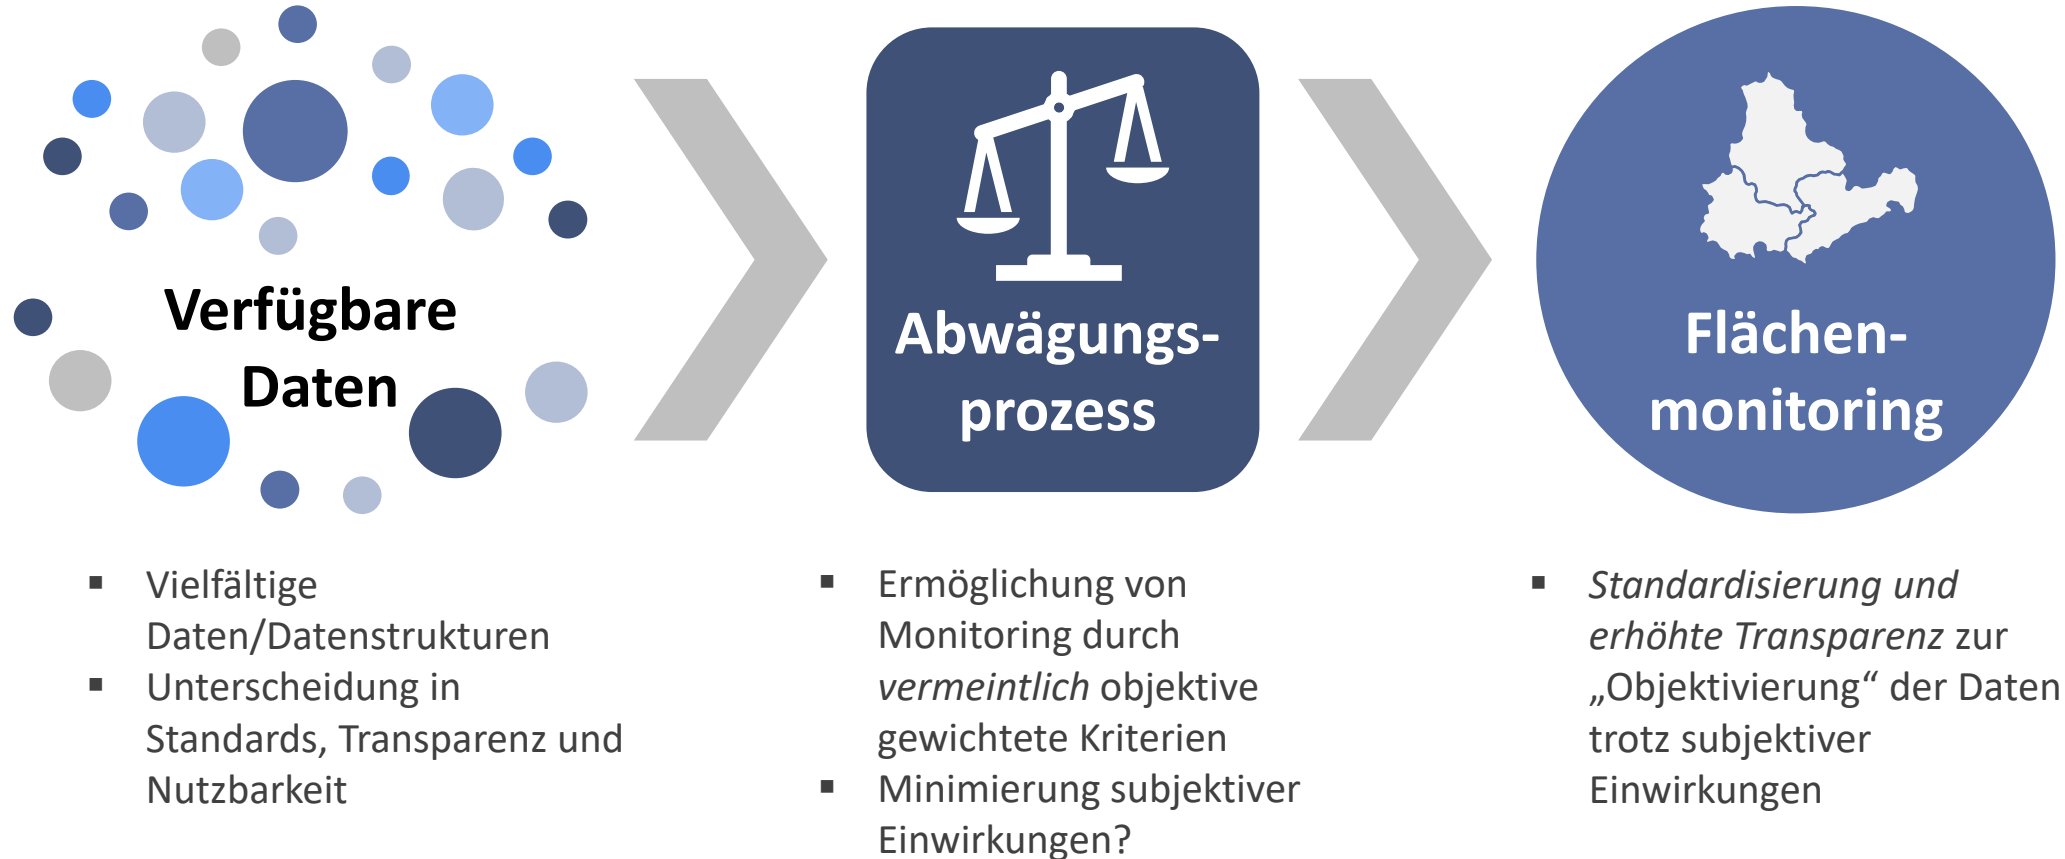 Verfügbare
Daten
Abwägungs-
prozess
Flächen-
monitoring
▪ Vielfältige
Daten/Datenstrukturen
▪ Unterscheidung in
Standards, Transparenz und
Nutzbarkeit
▪ Ermöglichung von
Monitoring durch
vermeintlich objektive
gewichtete Kriterien
▪ Minimierung subjektiver
Einwirkungen?
▪ Standardisierung und
erhöhte Transparenz zur
„Objektivierung“ der Daten
trotz subjektiver
Einwirkungen